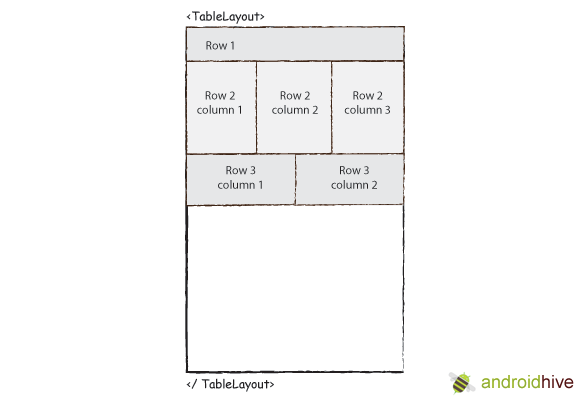 <TableLayout>
Row 1
Row 2
column 1
Row 2
column 2
Row 2
column 3
Row 3
column 1
Row 3
column 2
</ TableLayout>
androidhive